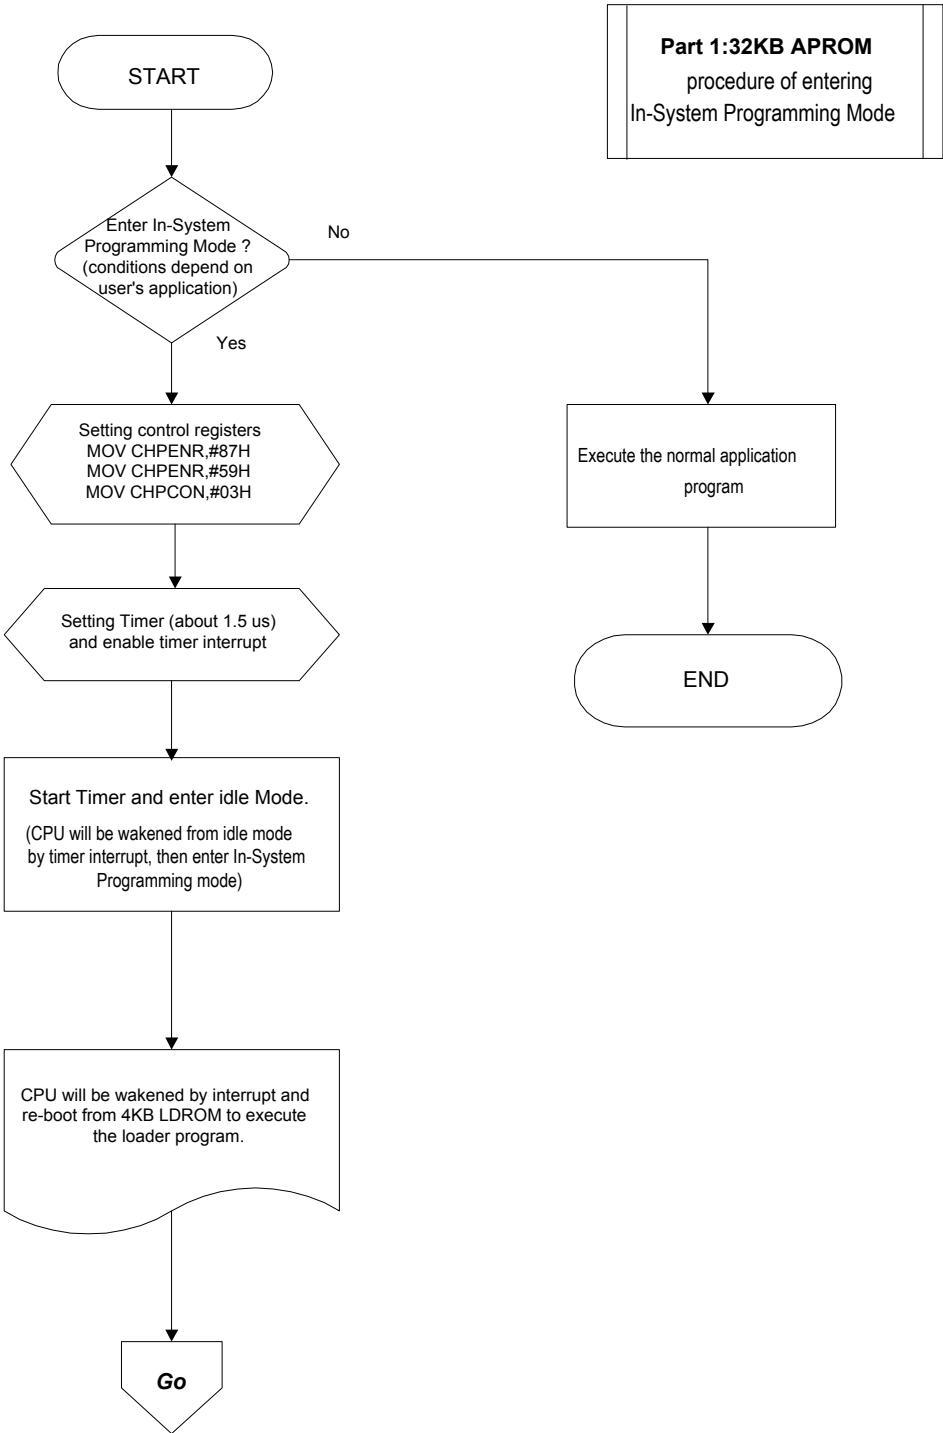 Part 1:32KB APROM
procedure of entering
In-System Programming Mode
START
Enter In-System
Programming Mode ?
(conditions depend on
user's application)
No
Yes
Setting control registers
MOV CHPENR,#87H
MOV CHPENR,#59H
MOV CHPCON,#03H
Execute the normal application
program
Setting Timer (about 1.5 us)
and enable timer interrupt
END
Start Timer and enter idle Mode.
(CPU will be wakened from idle mode
by timer interrupt, then enter In-System
Programming mode)
CPU will be wakened by interrupt and
re-boot from 4KB LDROM to execute
the loader program.
Go